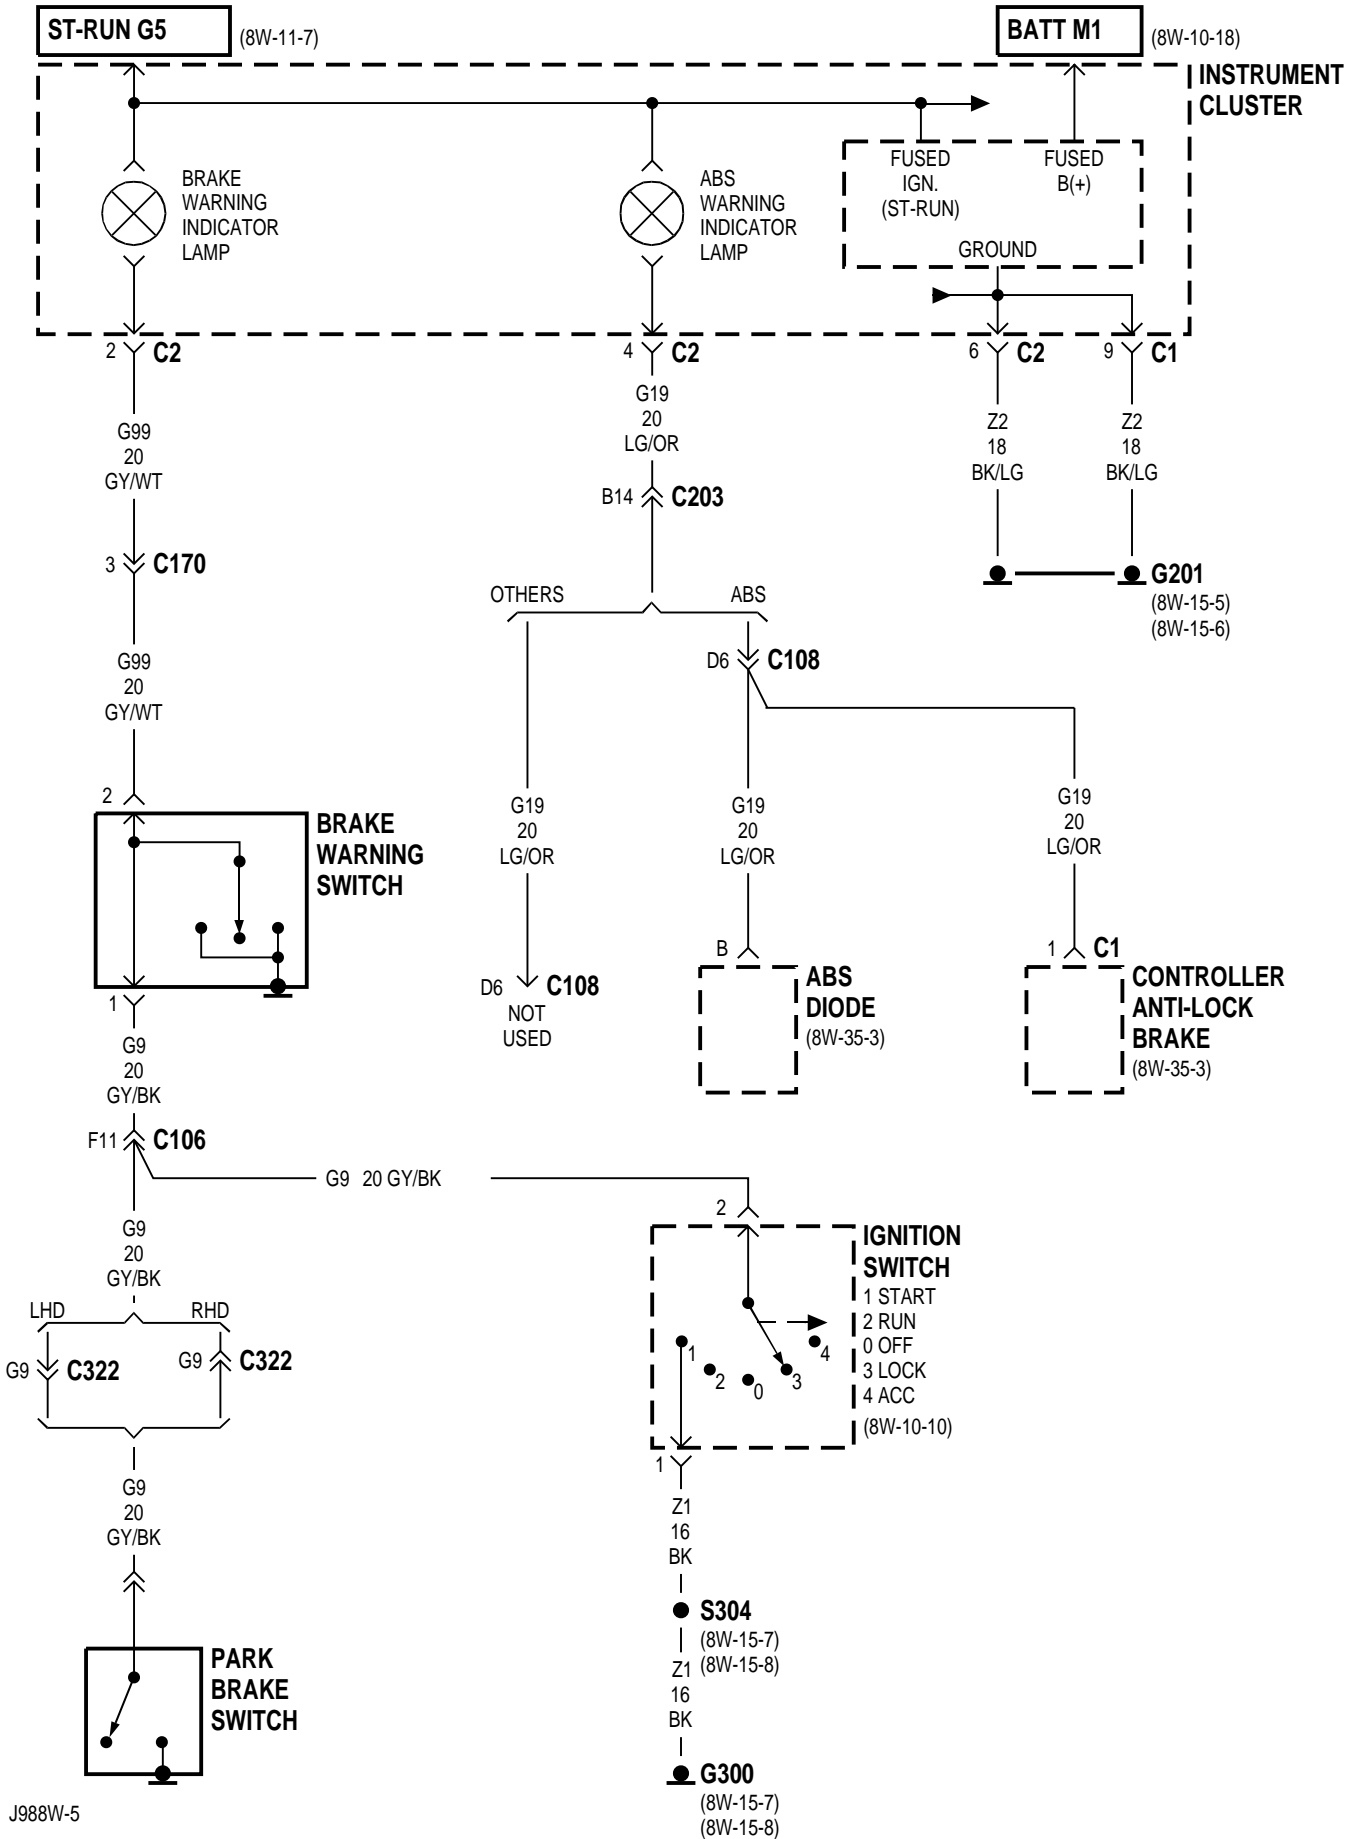 ST-RUN G5
(8W-11-7)
BATT M1
(8W-10-18)
INSTRUMENT
CLUSTER
BRAKE
WARNING
INDICATOR
LAMP
ABS
WARNING
INDICATOR
LAMP
FUSED
IGN.
(ST-RUN)
FUSED
B(+)
GROUND
2 C2
4 C2
6 C2
9 C1
G99
20
GY/WT
G19
20
LG/OR
Z2
18
BK/LG
Z2
18
BK/LG
B14 C203
3 C170
G201
(8W-15-5)
(8W-15-6)
OTHERS
ABS
D6 C108
G99
20
GY/WT
2
BRAKE
WARNING
SWITCH
G19
20
LG/OR
G19
20
LG/OR
G19
20
LG/OR
D6 C108
NOT
USED
B
ABS
DIODE
(8W-35-3)
1 C1
CONTROLLER
ANTI-LOCK
BRAKE
(8W-35-3)
1
G9
20
GY/BK
F11 C106
G9 20 GY/BK
2
IGNITION
SWITCH
1 START
2 RUN
0 OFF
3 LOCK
4 ACC
(8W-10-10)
1
2
0
3
4
G9
20
GY/BK
LHD
RHD
G9 C322
G9 C322
G9
20
GY/BK
1
Z1
16
BK
S304
(8W-15-7)
(8W-15-8)
Z1
16
BK
G300
(8W-15-7)
(8W-15-8)
PARK
BRAKE
SWITCH
J988W-5